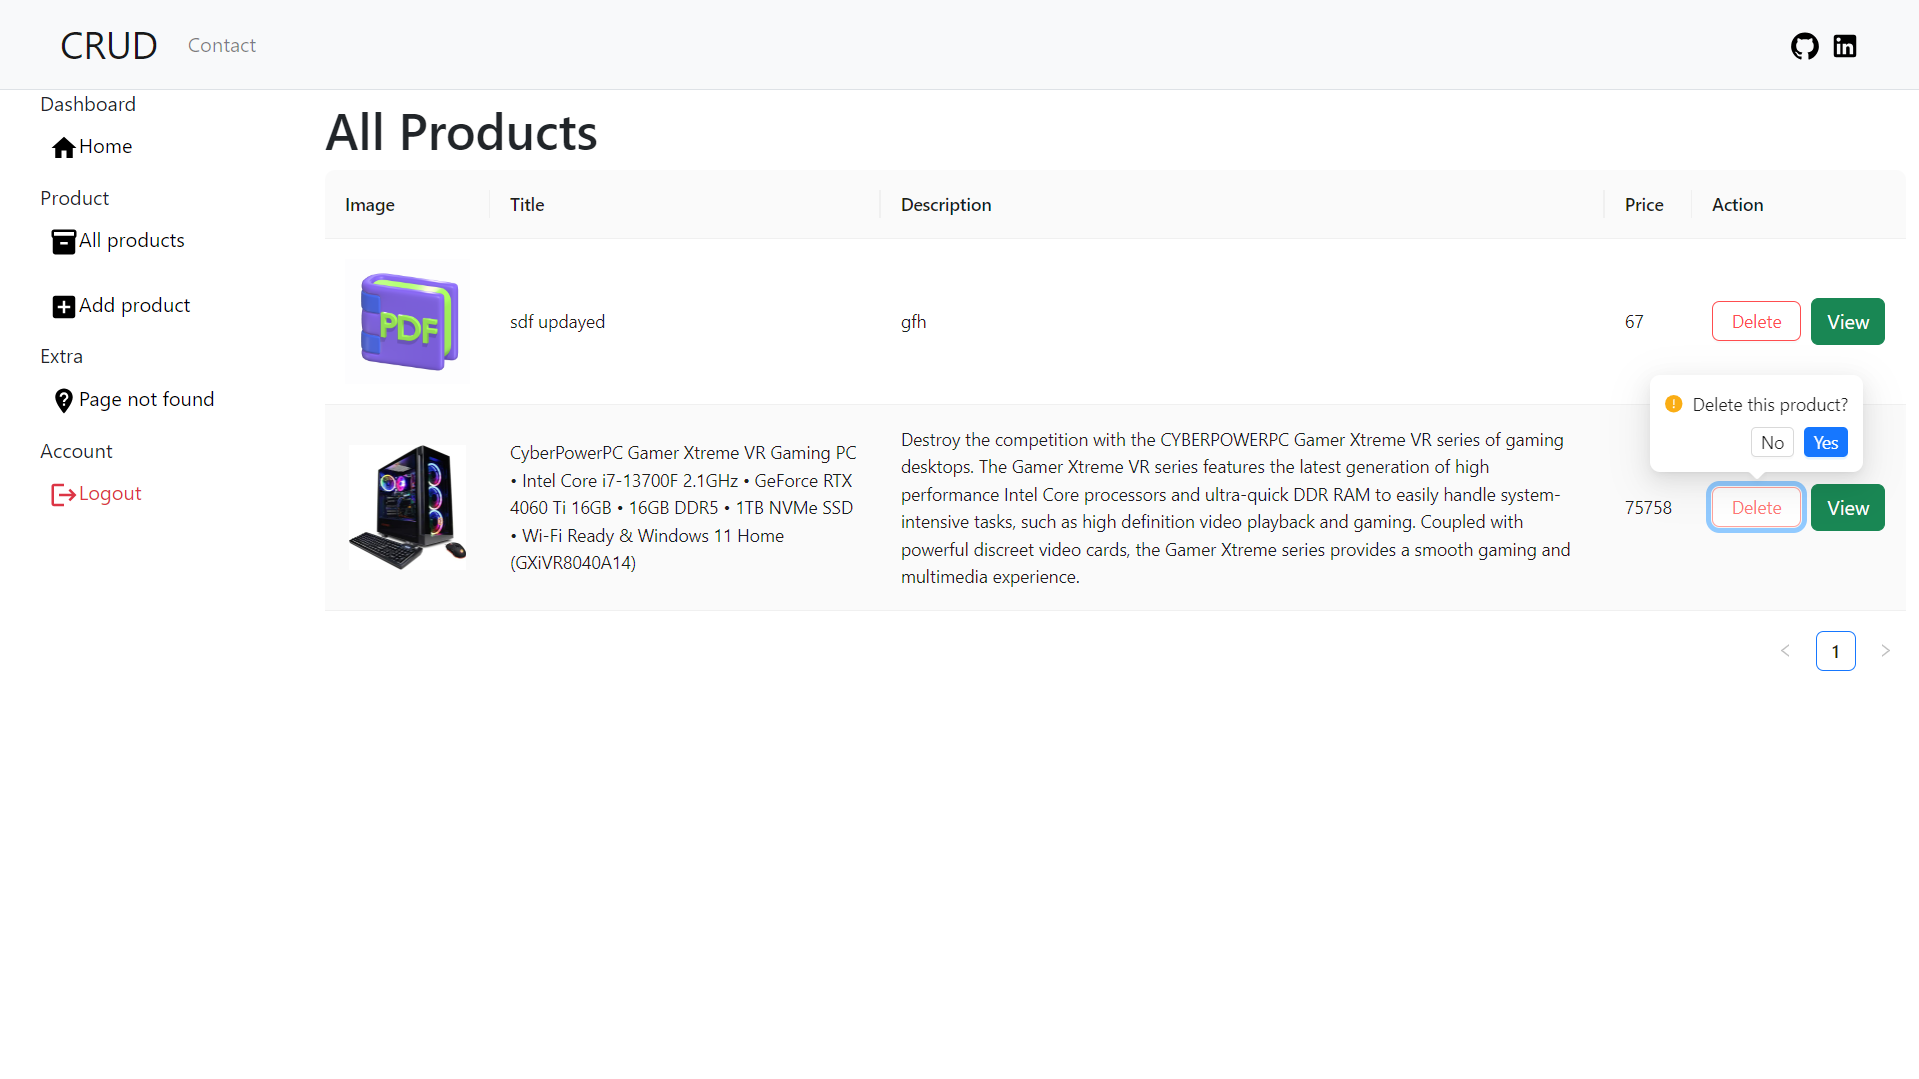 CRUD
Contact
Dashboard
Home
Product
All products
Add product
Extra
Page not found
Account
Logout
All Products
Image
Title
Description
Price
Action
PDF
sdf updayed
gfh
67
Delete
View
Delete this product?
No
Yes
CyberPowerPC Gamer Xtreme VR Gaming PC
• Intel Core i7-13700F 2.1GHz • GeForce RTX
4060 Ti 16GB • 16GB DDR5 • 1TB NVMe SSD
• Wi-Fi Ready & Windows 11 Home
(GXiVR8040A14)
Destroy the competition with the CYBERPOWERPC Gamer Xtreme VR series of gaming
desktops. The Gamer Xtreme VR series features the latest generation of high
performance Intel Core processors and ultra-quick DDR RAM to easily handle system-
intensive tasks, such as high definition video playback and gaming. Coupled with
powerful discreet video cards, the Gamer Xtreme series provides a smooth gaming and
multimedia experience.
75758
Delete
View
1